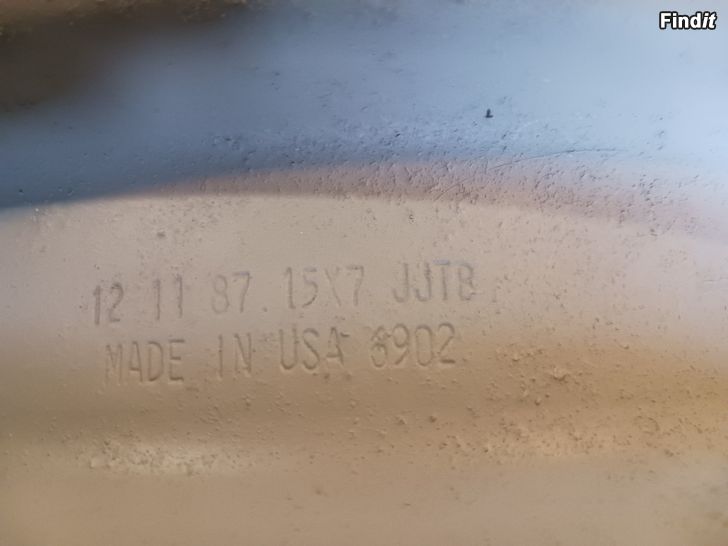 Findit
12 11 87 15X7 JJTB
MADE IN USA 6902